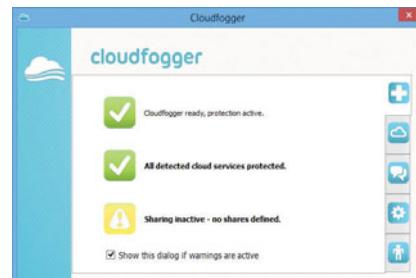 Cloudfogger
cloudfogger
Cloudfogger ready, protection active.
All detected cloud services protected.
Sharing inactive - no shares defined.
Show this dialog if warnings are active